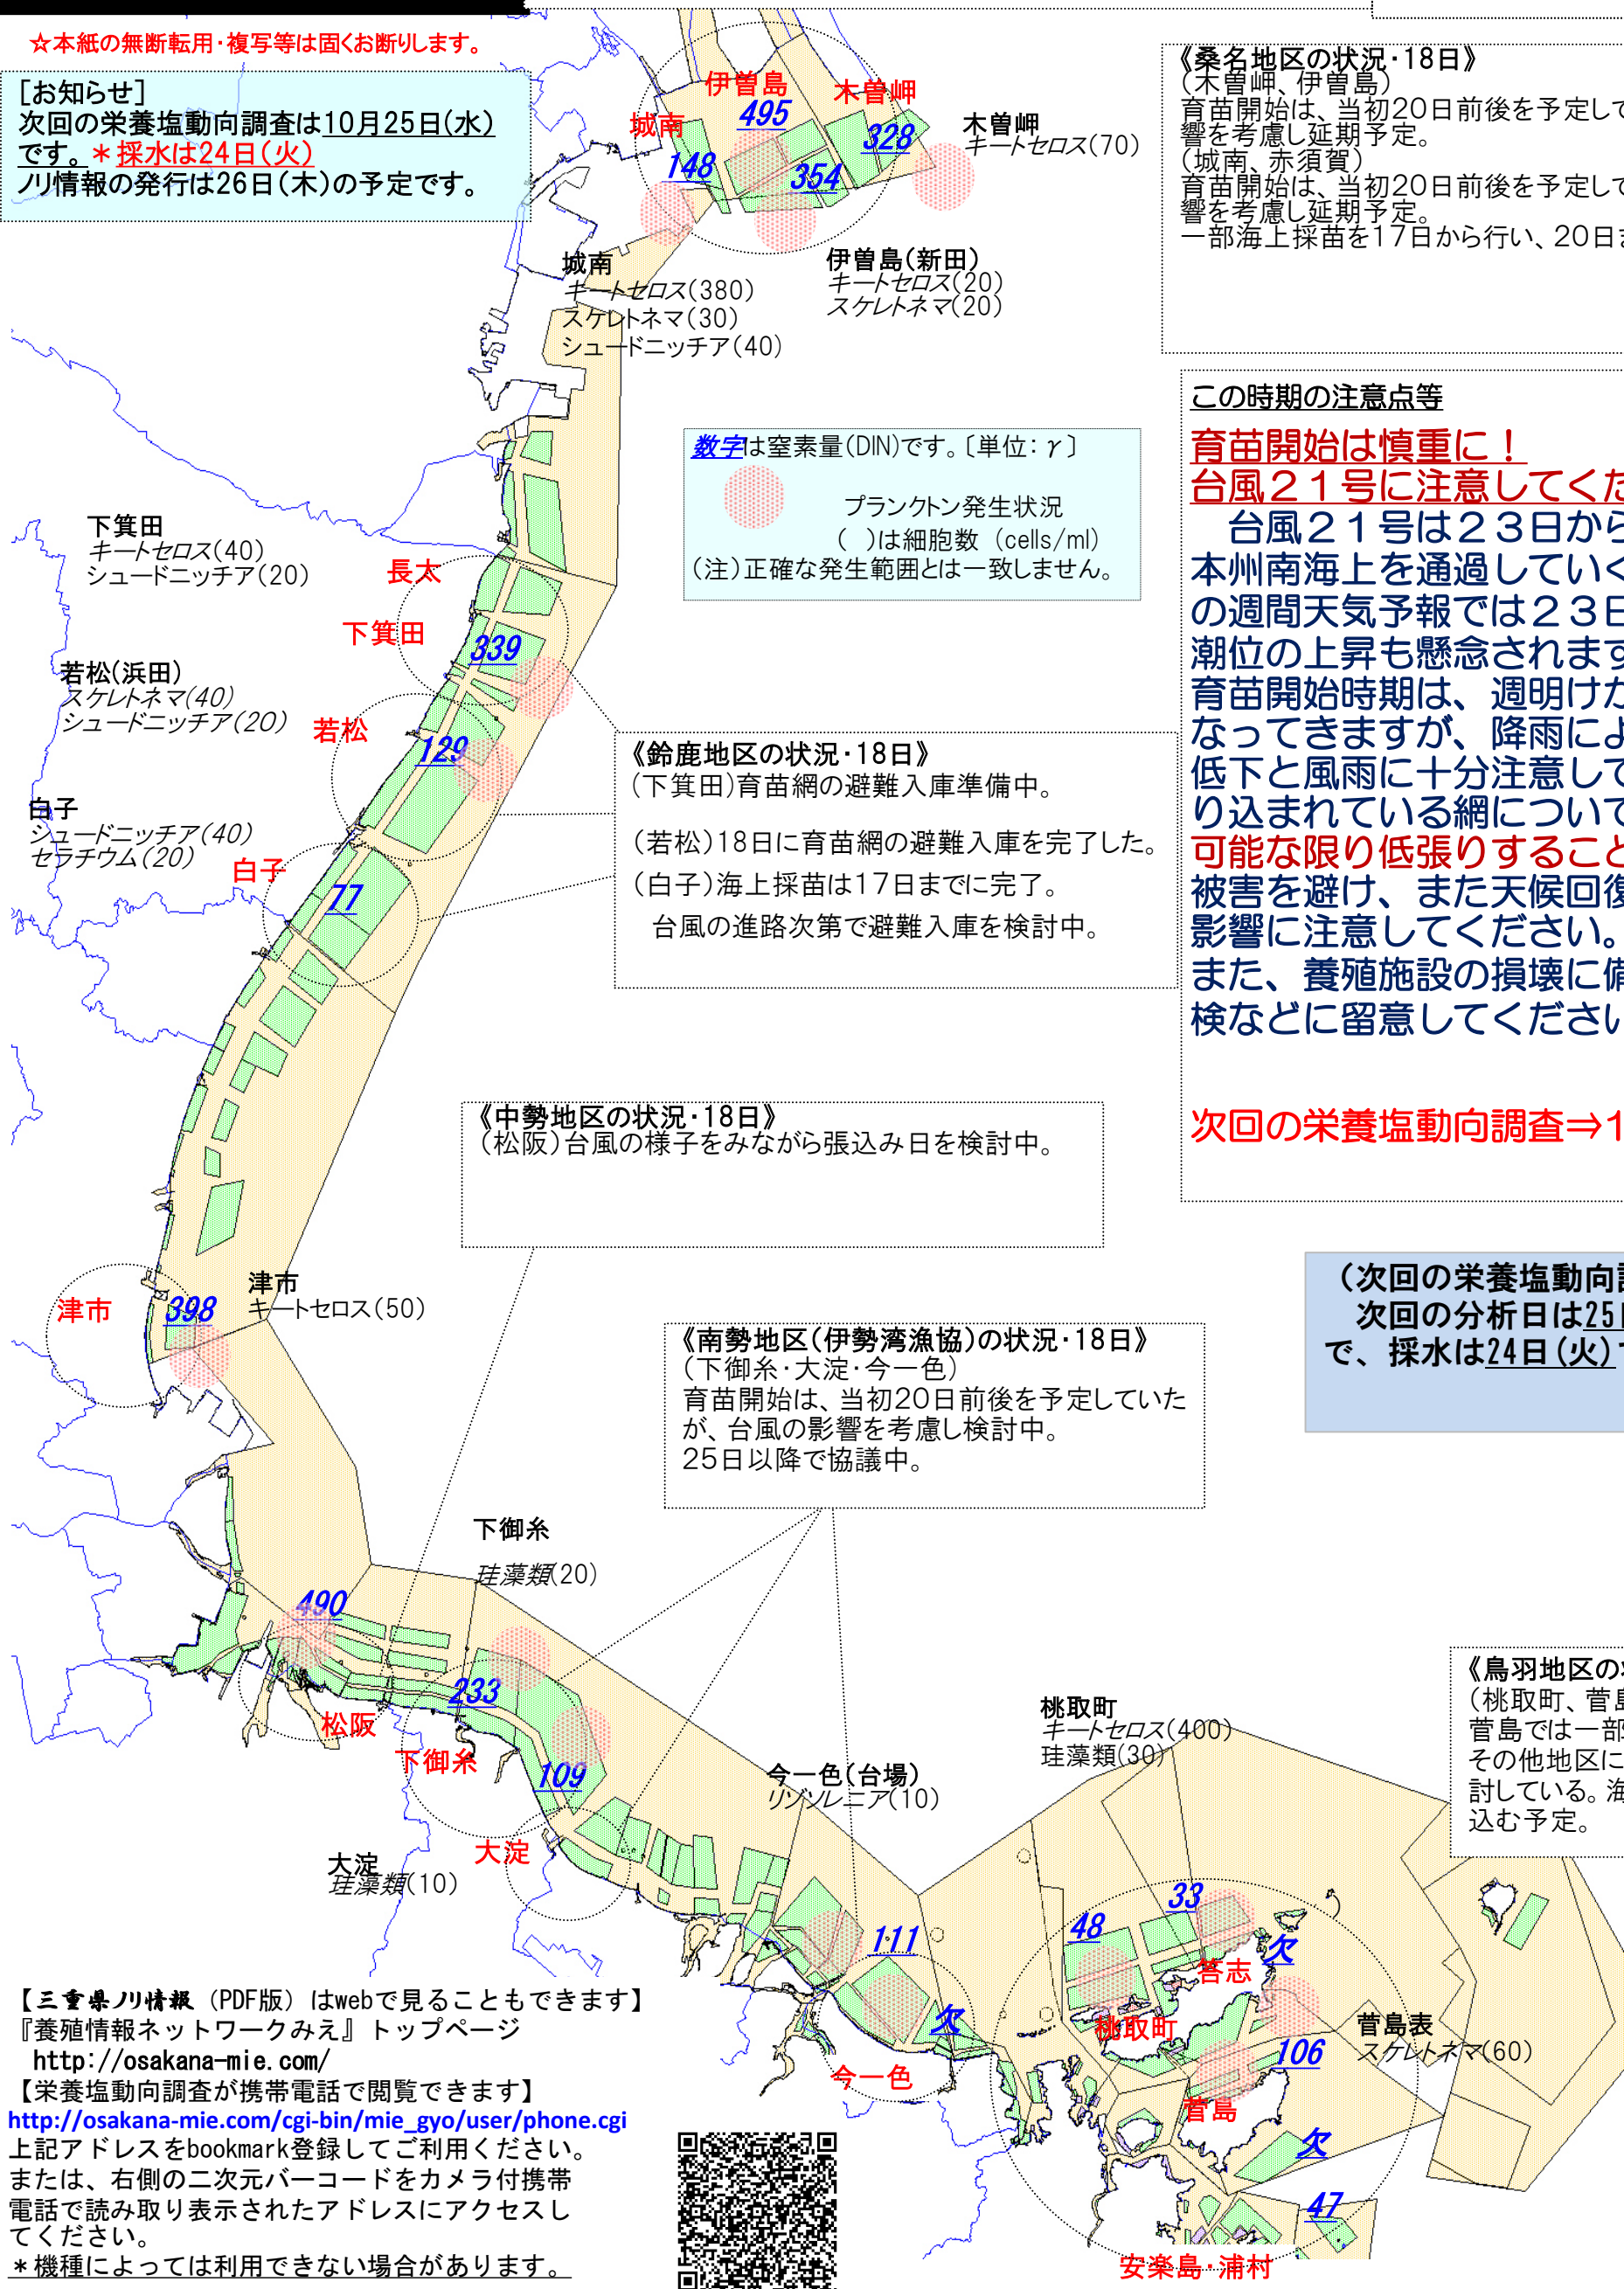 ☆本紙の無断転用・複写等は固くお断りします。
［お知らせ］
次回の栄養塩動向調査は10月25日(水)
です。＊採水は24日(火)
ノリ情報の発行は26日(木)の予定です。
伊曽島
495
木曽岬
328
城南
148
354
木曽岬
キートセロス(70)
城南
キートセロス(380)
スケレトネマ(30)
シュードニッチア(40)
伊曽島(新田)
キートセロス(20)
スケレトネマ(20)
《桑名地区の状況・18日》
(木曽岬、伊曽島)
育苗開始は、当初20日前後を予定して
響を考慮し延期予定。
(城南、赤須賀)
育苗開始は、当初20日前後を予定して
響を考慮し延期予定。
一部海上採苗を17日から行い、20日
数字は窒素量(DIN)です。〔単位：γ〕
プランクトン発生状況
( )は細胞数 (cells/ml)
(注)正確な発生範囲とは一致しません。
この時期の注意点等
育苗開始は慎重に！
台風２１号に注意してくだ
台風２１号は２３日から
本州南海上を通過していく
の週間天気予報では２３日
潮位の上昇も懸念されます
育苗開始時期は、週明けか
なってきますが、降雨によ
低下と風雨に十分注意して
り込まれている網について
可能な限り低張りすること
被害を避け、また天候回復
影響に注意してください。
また、養殖施設の損壊に備
検などに留意してください
次回の栄養塩動向調査⇒1
下箕田
キートセロス(40)
シュードニッチア(20)
長太
下箕田
339
若松(浜田)
スケレトネマ(40)
シュードニッチア(20)
若松
129
白子
シュードニッチア(40)
セラチウム(20)
白子
77
《鈴鹿地区の状況・18日》
(下箕田)育苗網の避難入庫準備中。
(若松)18日に育苗網の避難入庫を完了した。
(白子)海上採苗は17日までに完了。
台風の進路次第で避難入庫を検討中。
《中勢地区の状況・18日》
(松阪)台風の様子をみながら張込み日を検討中。
津市
398
津市
キートセロス(50)
《南勢地区(伊勢湾漁協)の状況・18日》
(下御糸・大淀・今一色)
育苗開始は、当初20日前後を予定していた
が、台風の影響を考慮し検討中。
25日以降で協議中。
（次回の栄養塩動向
次回の分析日は25
で、採水は24日(火)
下御糸
珪藻類(20)
490
松阪
233
下御糸
109
大淀
大淀
珪藻類(10)
今一色(台場)
リゾソレニア(10)
111
欠
今一色
桃取町
キートセロス(400)
珪藻類(30)
《鳥羽地区の
(桃取町、菅島
菅島では一部
その他地区に
討している。海
込む予定。
33
48
欠
答志
桃取町
106
菅島
菅島表
スケレトネマ(60)
欠
47
安楽島・浦村
【三重県ノリ情報（PDF版）はwebで見ることもできます】
『養殖情報ネットワークみえ』トップページ
http://osakana-mie.com/
【栄養塩動向調査が携帯電話で閲覧できます】
http://osakana-mie.com/cgi-bin/mie_gyo/user/phone.cgi
上記アドレスをbookmark登録してご利用ください。
または、右側の二次元バーコードをカメラ付携帯
電話で読み取り表示されたアドレスにアクセスし
てください。
＊機種によっては利用できない場合があります。